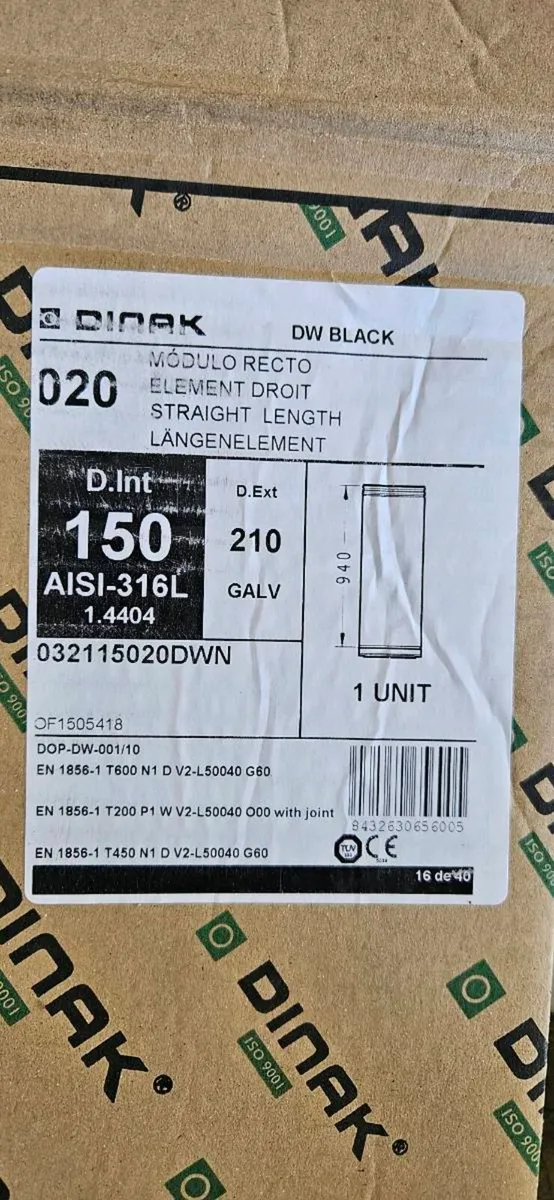 ®
9001
DINAK
DW BLACK
020
MÓDULO RECTO
ELEMENT DROIT
STRAIGHT LENGTH
LÄNGENELEMENT
D.Int
150
AISI-316L
1.4404
D.Ext
210
GALV
940
1 UNIT
032115020DWN
OF1505418
DOP-DW-001/10
EN 1856-1 T600 N1 D V2-L50040 G60
EN 1856-1 T200 P1 W V2-L50040 O00 with joint
EN 1856-1 T450 N1 D V2-L50040 G60
8432630656005
TÜV
CE
16 de 40
DINAK®
ISO 9001
DINAK®
ISO 9001